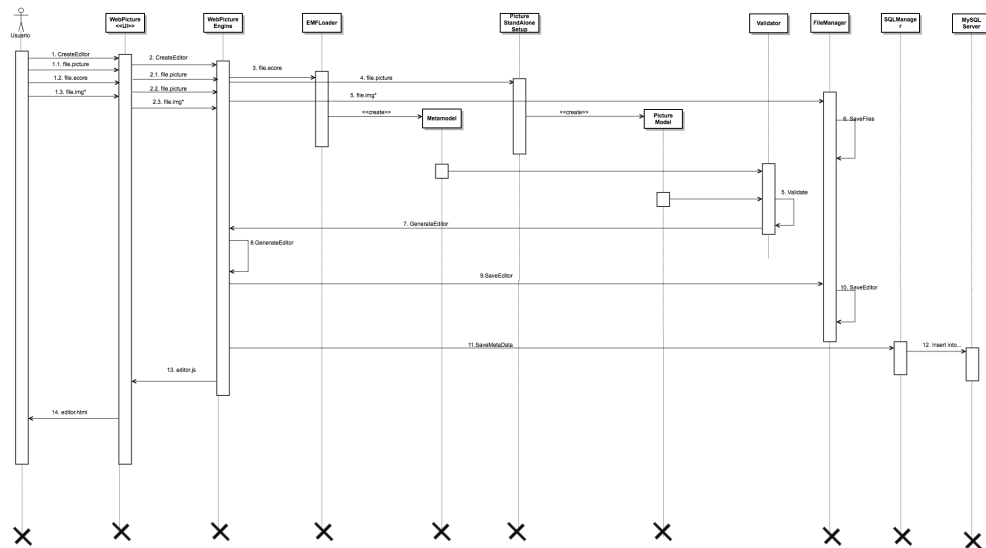 WebPicture
<<UI>>
WebPicture
Engine
EMFLoader
Picture
StandAlone
Setup
Validator
FileManager
SQLManage
r
MySQL
Server
Usuario
1. CreateEditor
1.1. file.picture
1.2. file.ecore
1.3. file.img*
2. CreateEditor
2.1. file.picture
2.2. file.picture
2.3. file.img*
3. file.ecore
4. file.picture
5. file.img*
<<create>>
Metamodel
<<create>>
Picture
Model
6. SaveFiles
5. Validate
7. GenerateEditor
8.GenerateEditor
9.SaveEditor
10. SaveEditor
11.SaveMetaData
12. Insert into...
13. editor.js
14. editor.html